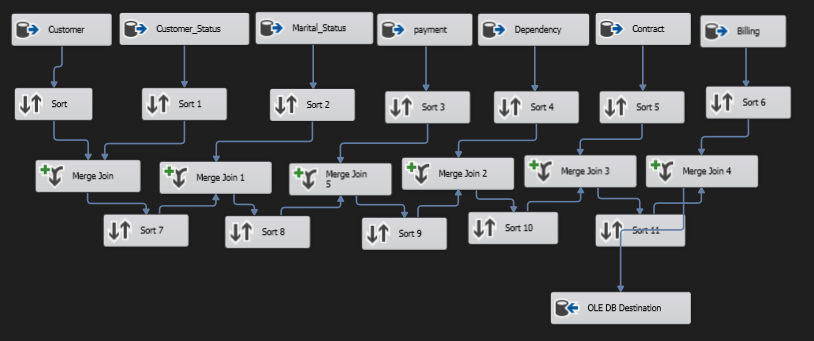 Customer
Customer_Status
Marital_Status
payment
Dependency
Contract
Billing
Sort
Sort 1
Sort 2
Sort 3
Sort 4
Sort 5
Sort 6
Merge Join
Merge Join 1
Merge Join
5
Merge Join 2
Merge Join 3
Merge Join 4
Sort 7
Sort 8
Sort 9
Sort 10
Sort 11
OLE DB Destination